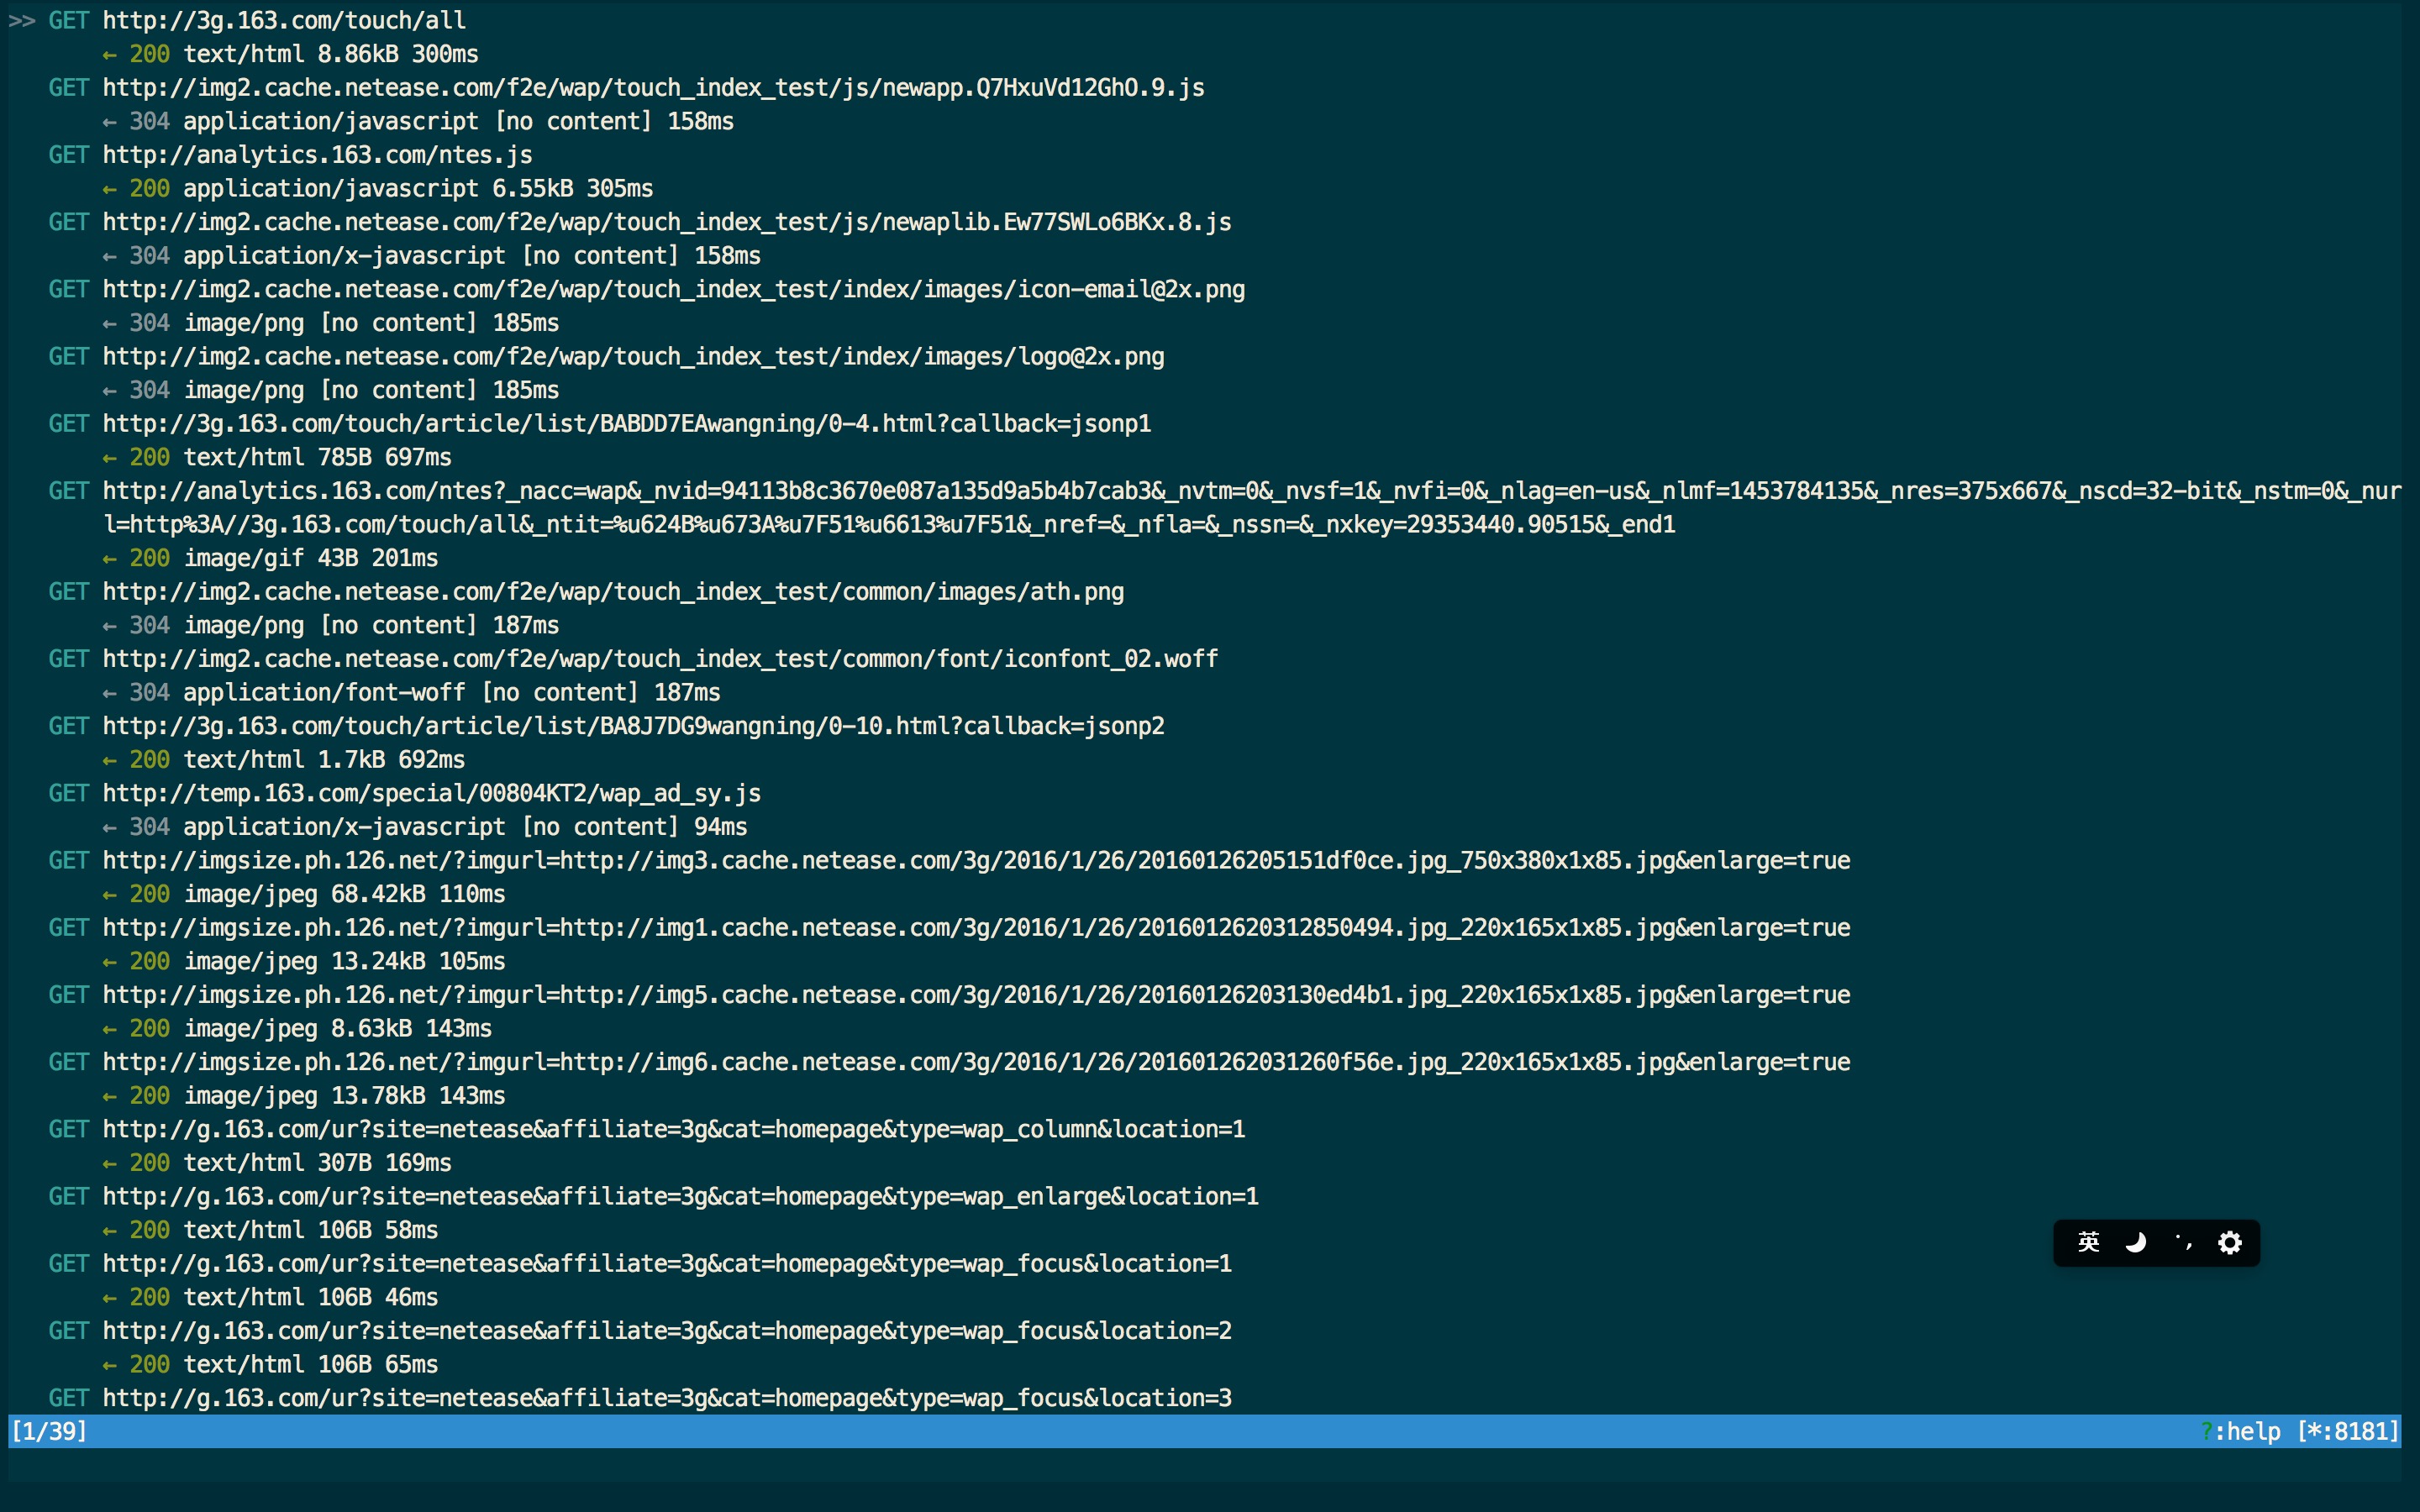 >> GET http://3g.163.com/touch/all
← 200 text/html 8.86kB 300ms
GET http://img2.cache.netease.com/f2e/wap/touch_index_test/js/newapp.Q7HxuVd12GhO.9.js
← 304 application/javascript [no content] 158ms
GET http://analytics.163.com/ntes.js
← 200 application/javascript 6.55kB 305ms
GET http://img2.cache.netease.com/f2e/wap/touch_index_test/js/newaplib.Ew77SWLo6BKx.8.js
← 304 application/x-javascript [no content] 158ms
GET http://img2.cache.netease.com/f2e/wap/touch_index_test/index/images/icon-email@2x.png
← 304 image/png [no content] 185ms
GET http://img2.cache.netease.com/f2e/wap/touch_index_test/index/images/logo@2x.png
← 304 image/png [no content] 185ms
GET http://3g.163.com/touch/article/list/BABDD7EAwangning/0-4.html?callback=jsonp1
← 200 text/html 785B 697ms
GET http://analytics.163.com/ntes?_nacc=wap&_nvid=94113b8c3670e087a135d9a5b4b7cab3&_nvtm=0&_nvsf=1&_nvfi=0&_nlag=en-us&_nlmf=1453784135&_nres=375x667&_nscd=32-bit&_nstm=0&_nur
l=http%3A//3g.163.com/touch/all&_ntit=%u624B%u673A%u7F51%u6613%u7F51&_nref=&_nfla=&_nssn=&_nxkey=29353440.90515&_end1
← 200 image/gif 43B 201ms
GET http://img2.cache.netease.com/f2e/wap/touch_index_test/common/images/ath.png
← 304 image/png [no content] 187ms
GET http://img2.cache.netease.com/f2e/wap/touch_index_test/common/font/iconfont_02.woff
← 304 application/font-woff [no content] 187ms
GET http://3g.163.com/touch/article/list/BA8J7DG9wangning/0-10.html?callback=jsonp2
← 200 text/html 1.7kB 692ms
GET http://temp.163.com/special/00804KT2/wap_ad_sy.js
← 304 application/x-javascript [no content] 94ms
GET http://imgsize.ph.126.net/?imgurl=http://img3.cache.netease.com/3g/2016/1/26/20160126205151df0ce.jpg_750x380x1x85.jpg&enlarge=true
← 200 image/jpeg 68.42kB 110ms
GET http://imgsize.ph.126.net/?imgurl=http://img1.cache.netease.com/3g/2016/1/26/2016012620312850494.jpg_220x165x1x85.jpg&enlarge=true
← 200 image/jpeg 13.24kB 105ms
GET http://imgsize.ph.126.net/?imgurl=http://img5.cache.netease.com/3g/2016/1/26/20160126203130ed4b1.jpg_220x165x1x85.jpg&enlarge=true
← 200 image/jpeg 8.63kB 143ms
GET http://imgsize.ph.126.net/?imgurl=http://img6.cache.netease.com/3g/2016/1/26/201601262031260f56e.jpg_220x165x1x85.jpg&enlarge=true
← 200 image/jpeg 13.78kB 143ms
GET http://g.163.com/ur?site=netease&affiliate=3g&cat=homepage&type=wap_column&location=1
← 200 text/html 307B 169ms
GET http://g.163.com/ur?site=netease&affiliate=3g&cat=homepage&type=wap_enlarge&location=1
← 200 text/html 106B 58ms
英
GET http://g.163.com/ur?site=netease&affiliate=3g&cat=homepage&type=wap_focus&location=1
← 200 text/html 106B 46ms
GET http://g.163.com/ur?site=netease&affiliate=3g&cat=homepage&type=wap_focus&location=2
← 200 text/html 106B 65ms
GET http://g.163.com/ur?site=netease&affiliate=3g&cat=homepage&type=wap_focus&location=3
[1/39] ?:help [*:8181]